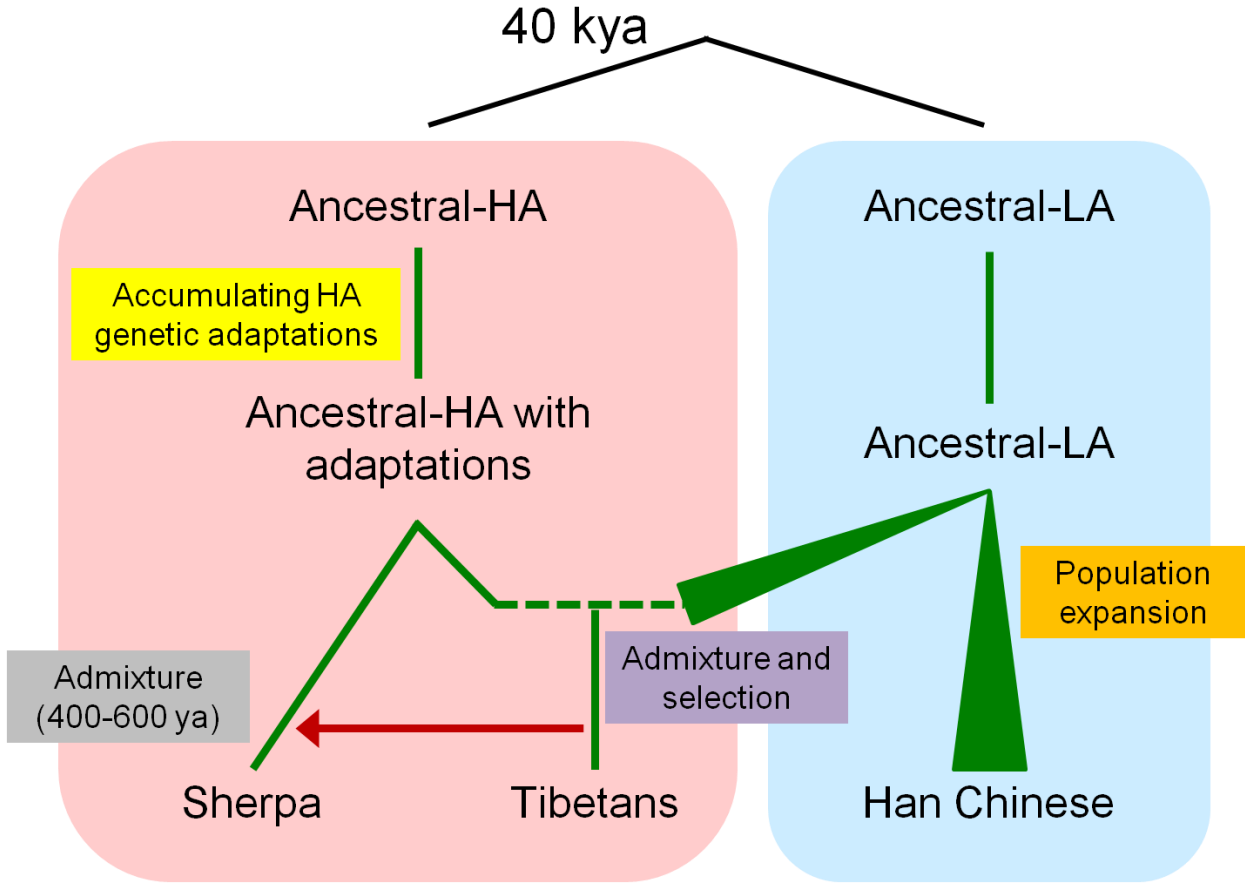 40 kya
Ancestral-HA
Ancestral-LA
Accumulating HA
genetic adaptations
Ancestral-HA with
adaptations
Ancestral-LA
Population
expansion
Admixture and
selection
Admixture
(400-600 ya)
Sherpa
Tibetans
Han Chinese